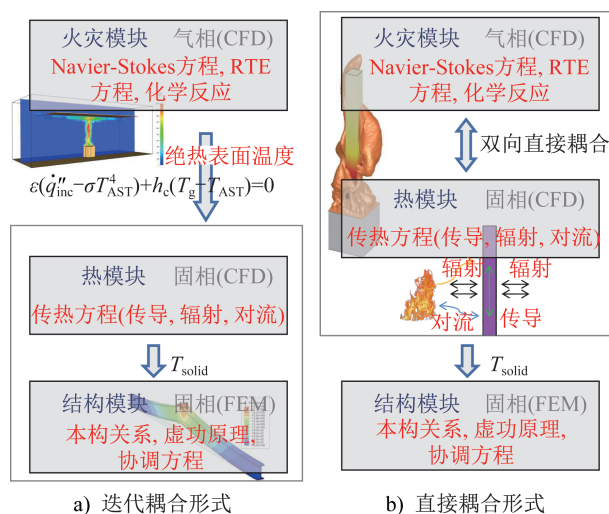 火灾模块 气相(CFD)
Navier-Stokes方程, RTE
方程, 化学反应
绝热表面温度
ε(q̇″inc−σT⁴AST)+hc(Tg−TAST)=0
热模块 固相(CFD)
传热方程(传导, 辐射, 对流)
Tsolid
结构模块 固相(FEM)
本构关系, 虚功原理,
协调方程
a) 迭代耦合形式
火灾模块 气相(CFD)
Navier-Stokes方程, RTE
方程, 化学反应
双向直接耦合
热模块 固相(CFD)
传热方程(传导, 辐射, 对流)
辐射 辐射
对流 传导
Tsolid
结构模块 固相(FEM)
本构关系, 虚功原理,
协调方程
b) 直接耦合形式